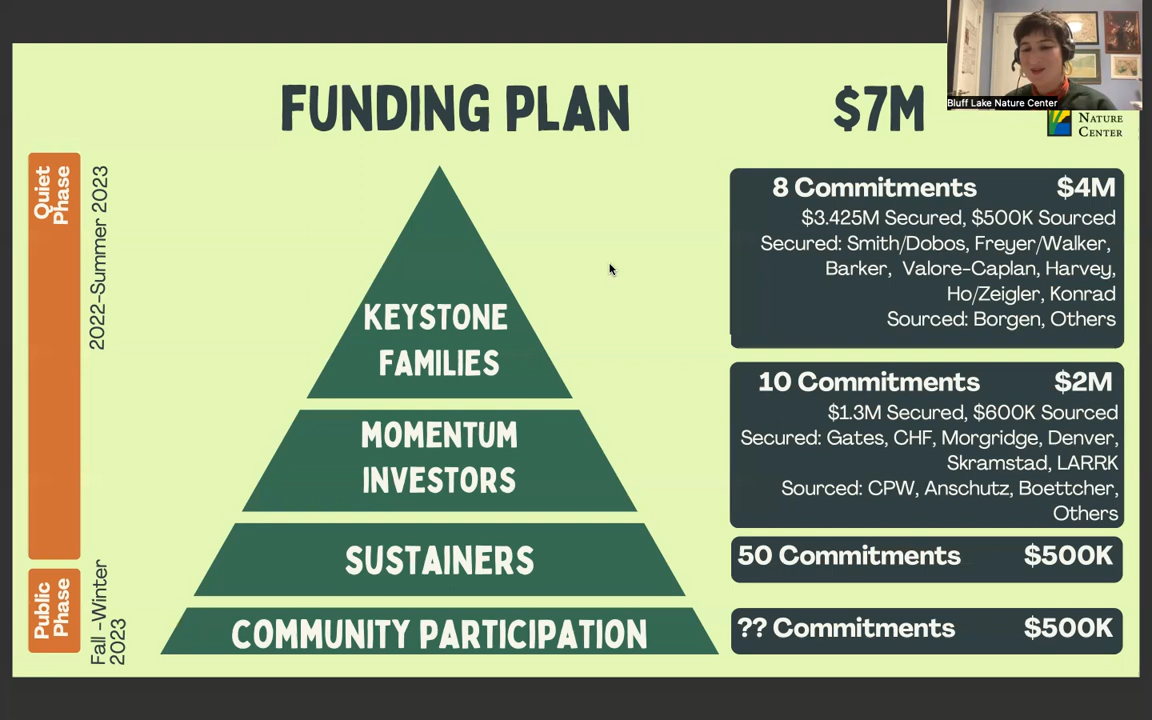 Bluff Lake Nature Center
FUNDING PLAN
$7M
NATURE
CENTER
Quiet
Phase
2022-Summer 2023
KEYSTONE
FAMILIES
8 Commitments $4M
$3.425M Secured, $500K Sourced
Secured: Smith/Dobos, Freyer/Walker,
Barker, Valore-Caplan, Harvey,
Ho/Zeigler, Konrad
Sourced: Borgen, Others
MOMENTUM
INVESTORS
10 Commitments $2M
$1.3M Secured, $600K Sourced
Secured: Gates, CHF, Morgridge, Denver,
Skramstad, LARRK
Sourced: CPW, Anschutz, Boettcher,
Others
SUSTAINERS
50 Commitments $500K
Public
Phase
Fall -Winter
2023
COMMUNITY PARTICIPATION
?? Commitments $500K